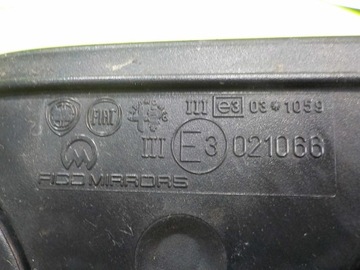 FIAT III e3 03*1059
III E3 021066
FICO MIRRORS